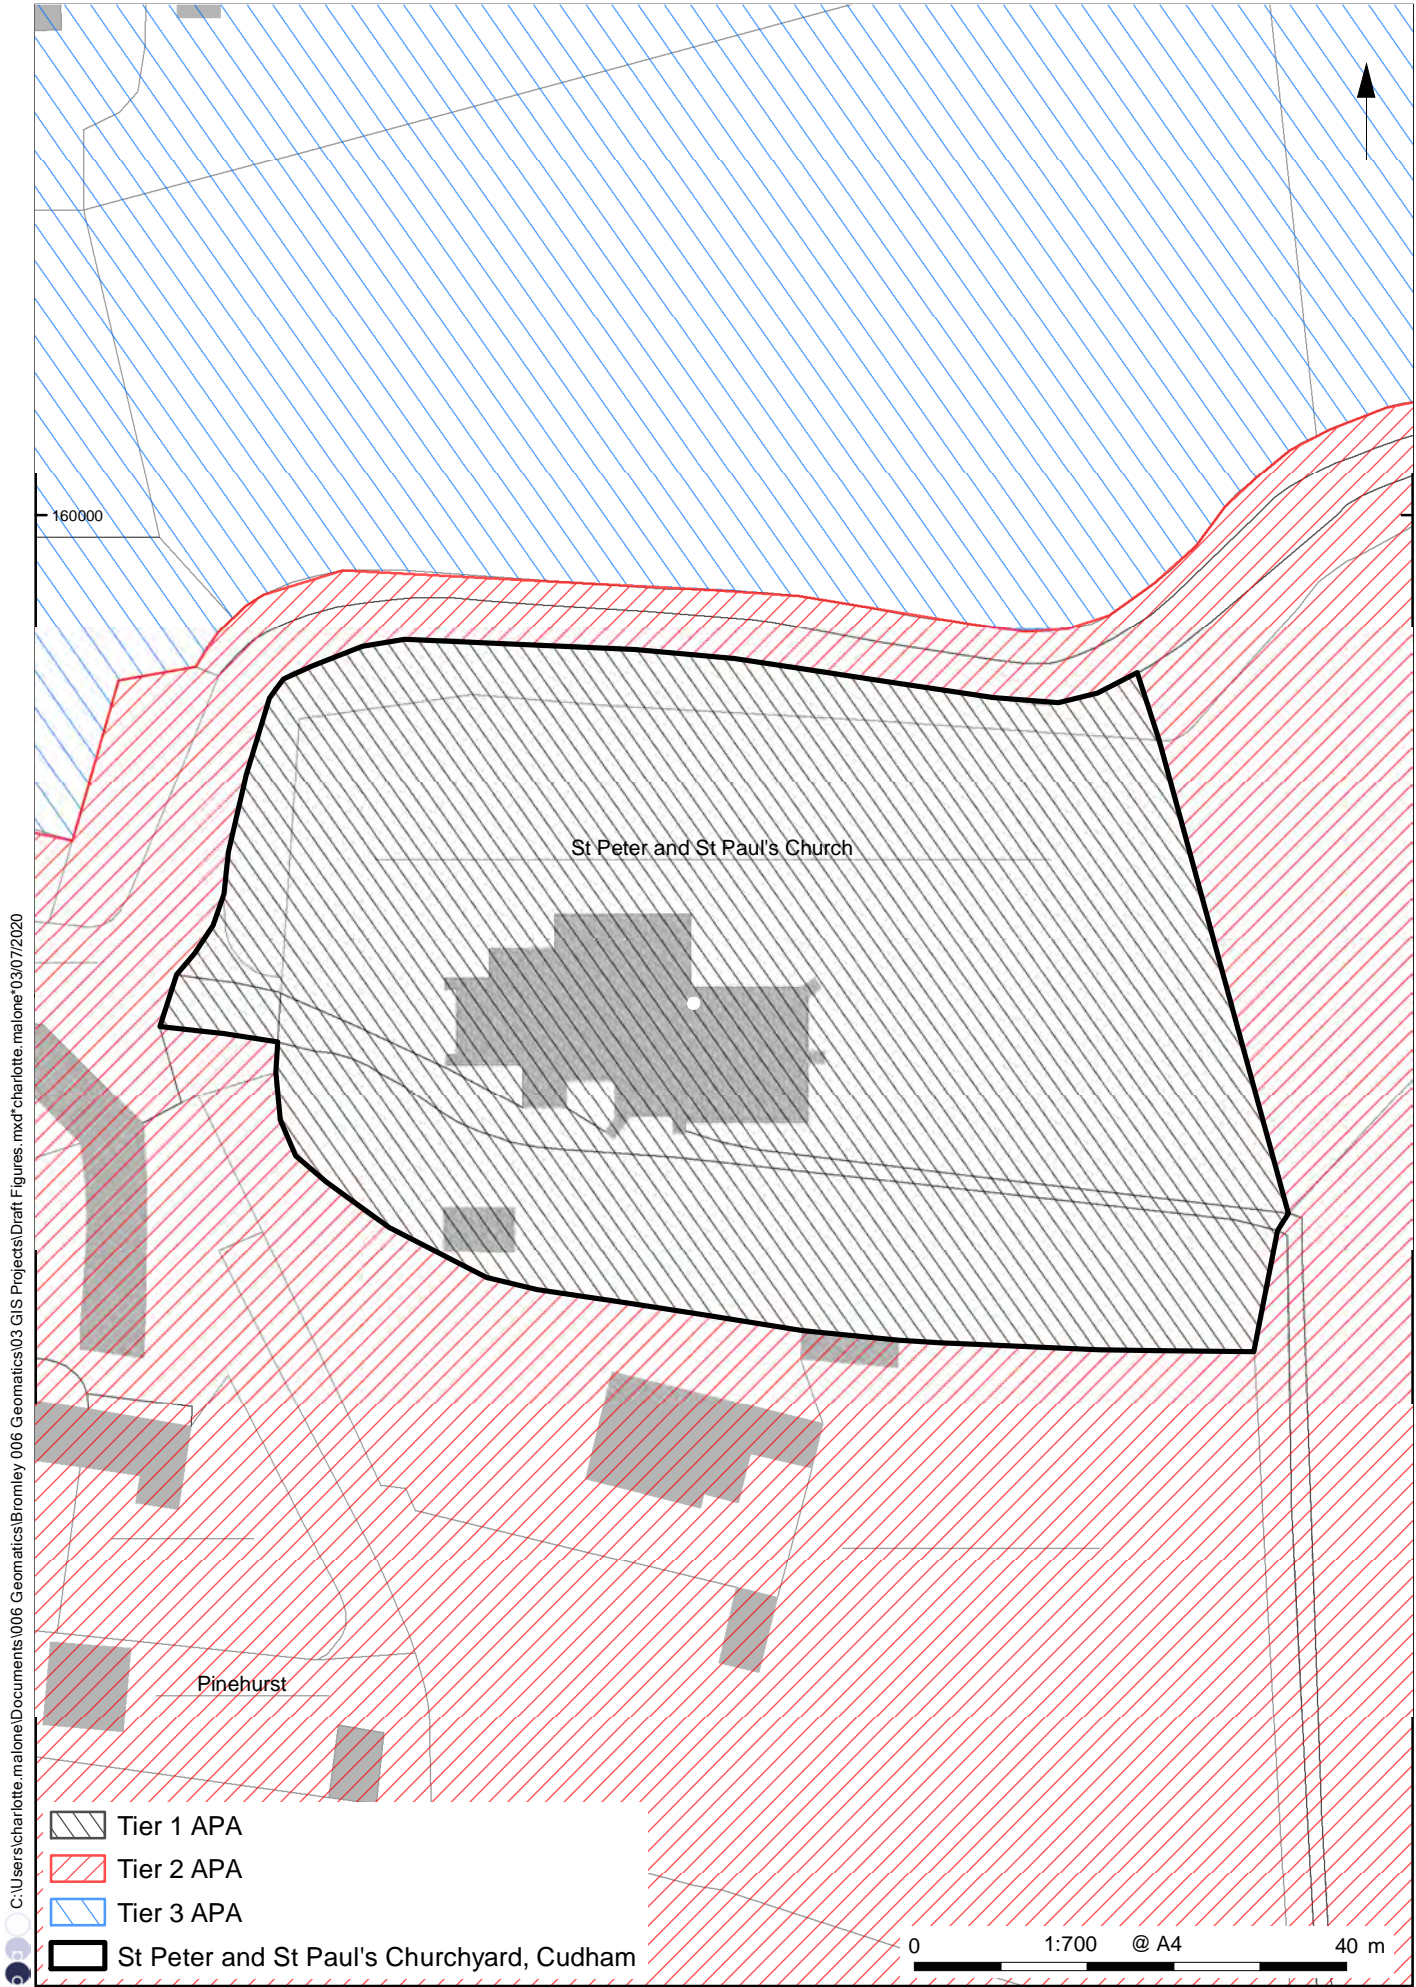 160000
St Peter and St Paul's Church
C:\Users\charlotte.malone\Documents\006 Geomatics\Bromley 006 Geomatics\03 GIS Projects\Draft Figures.mxd*charlotte.malone*03/07/2020
Pinehurst
Tier 1 APA
Tier 2 APA
Tier 3 APA
St Peter and St Paul's Churchyard, Cudham
0 1:700 @ A4 40 m